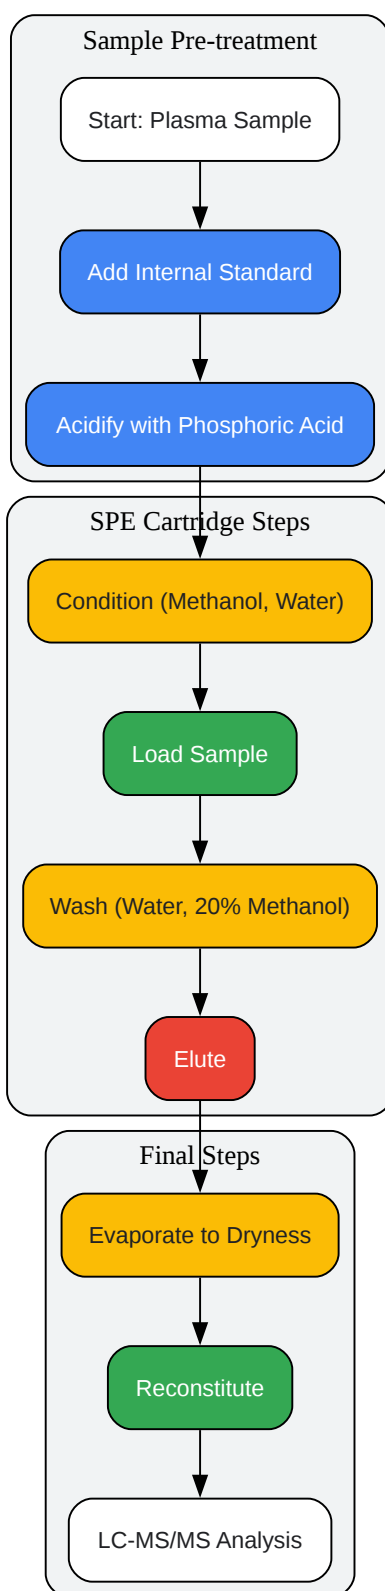 Sample Pre-treatment
Start: Plasma Sample
Add Internal Standard
Acidify with Phosphoric Acid
SPE Cartridge Steps
Condition (Methanol, Water)
Load Sample
Wash (Water, 20% Methanol)
Elute
Final Steps
Evaporate to Dryness
Reconstitute
LC-MS/MS Analysis